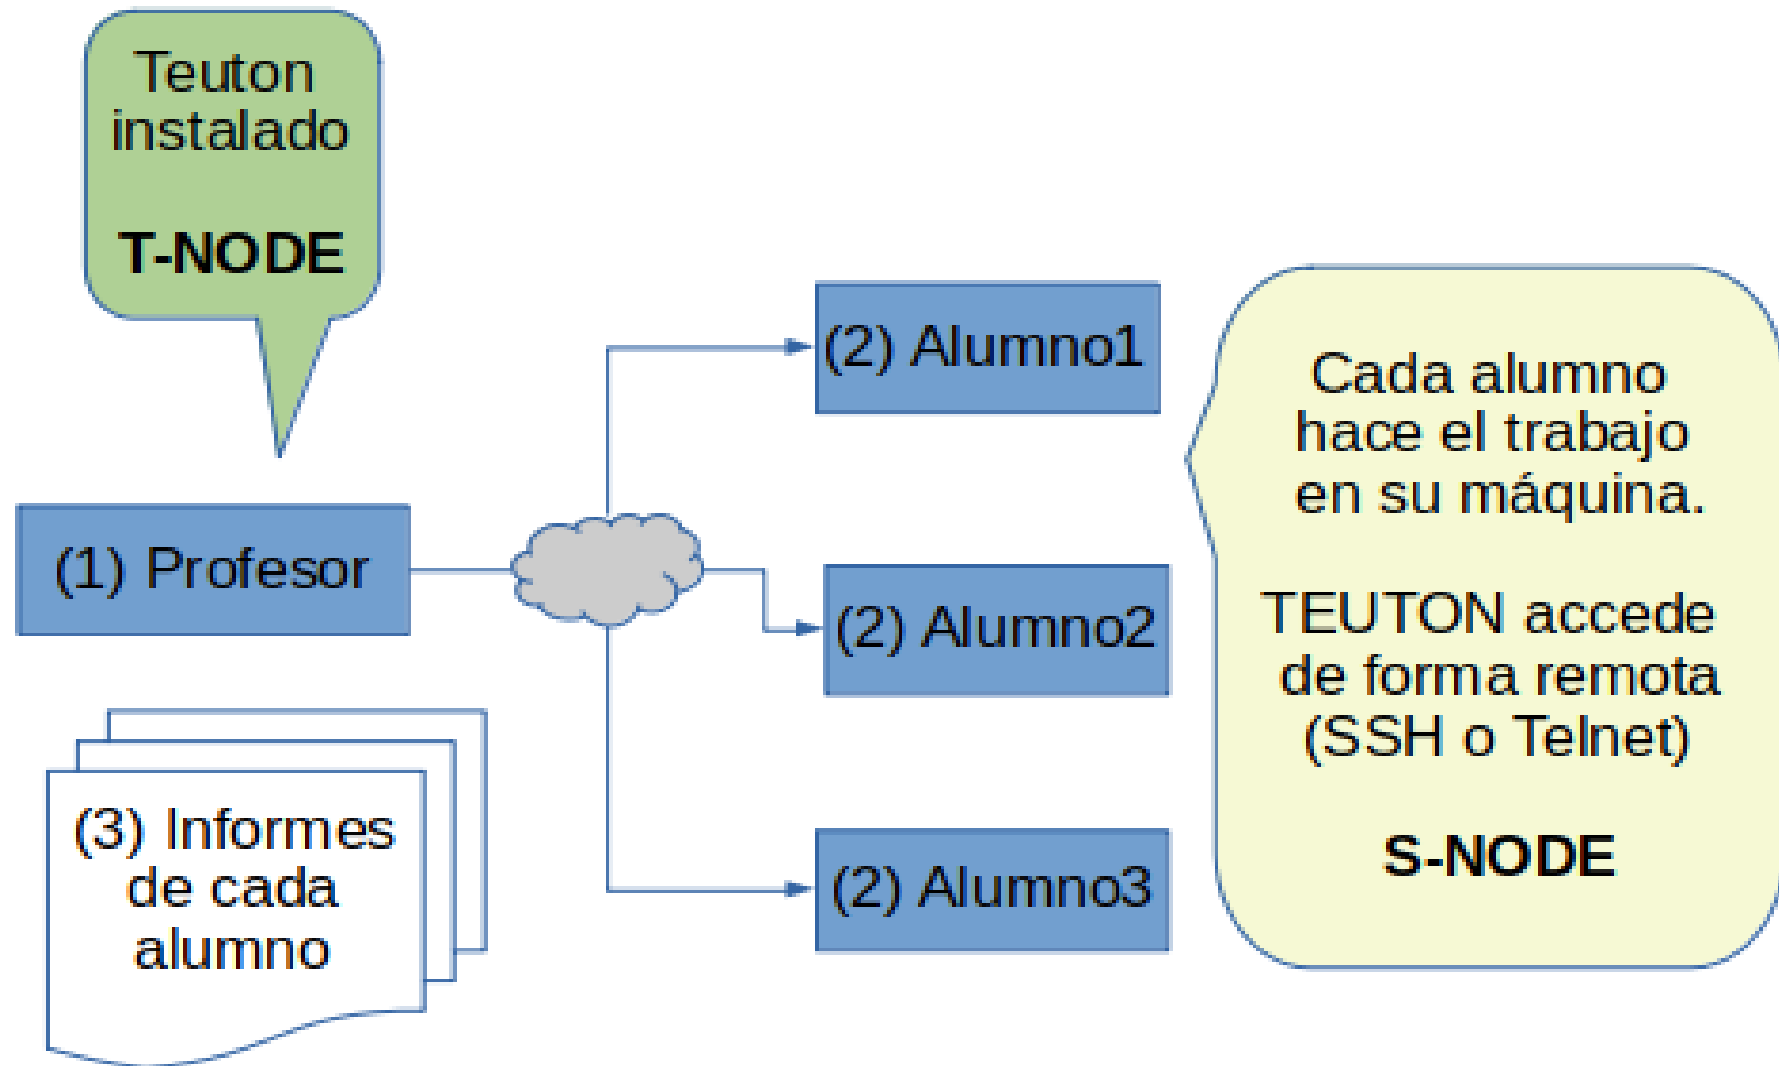 Teuton
instalado
T-NODE
(1) Profesor
(3) Informes
de cada
alumno
(2) Alumno1
(2) Alumno2
(2) Alumno3
Cada alumno
hace el trabajo
en su máquina.
TEUTON accede
de forma remota
(SSH o Telnet)
S-NODE